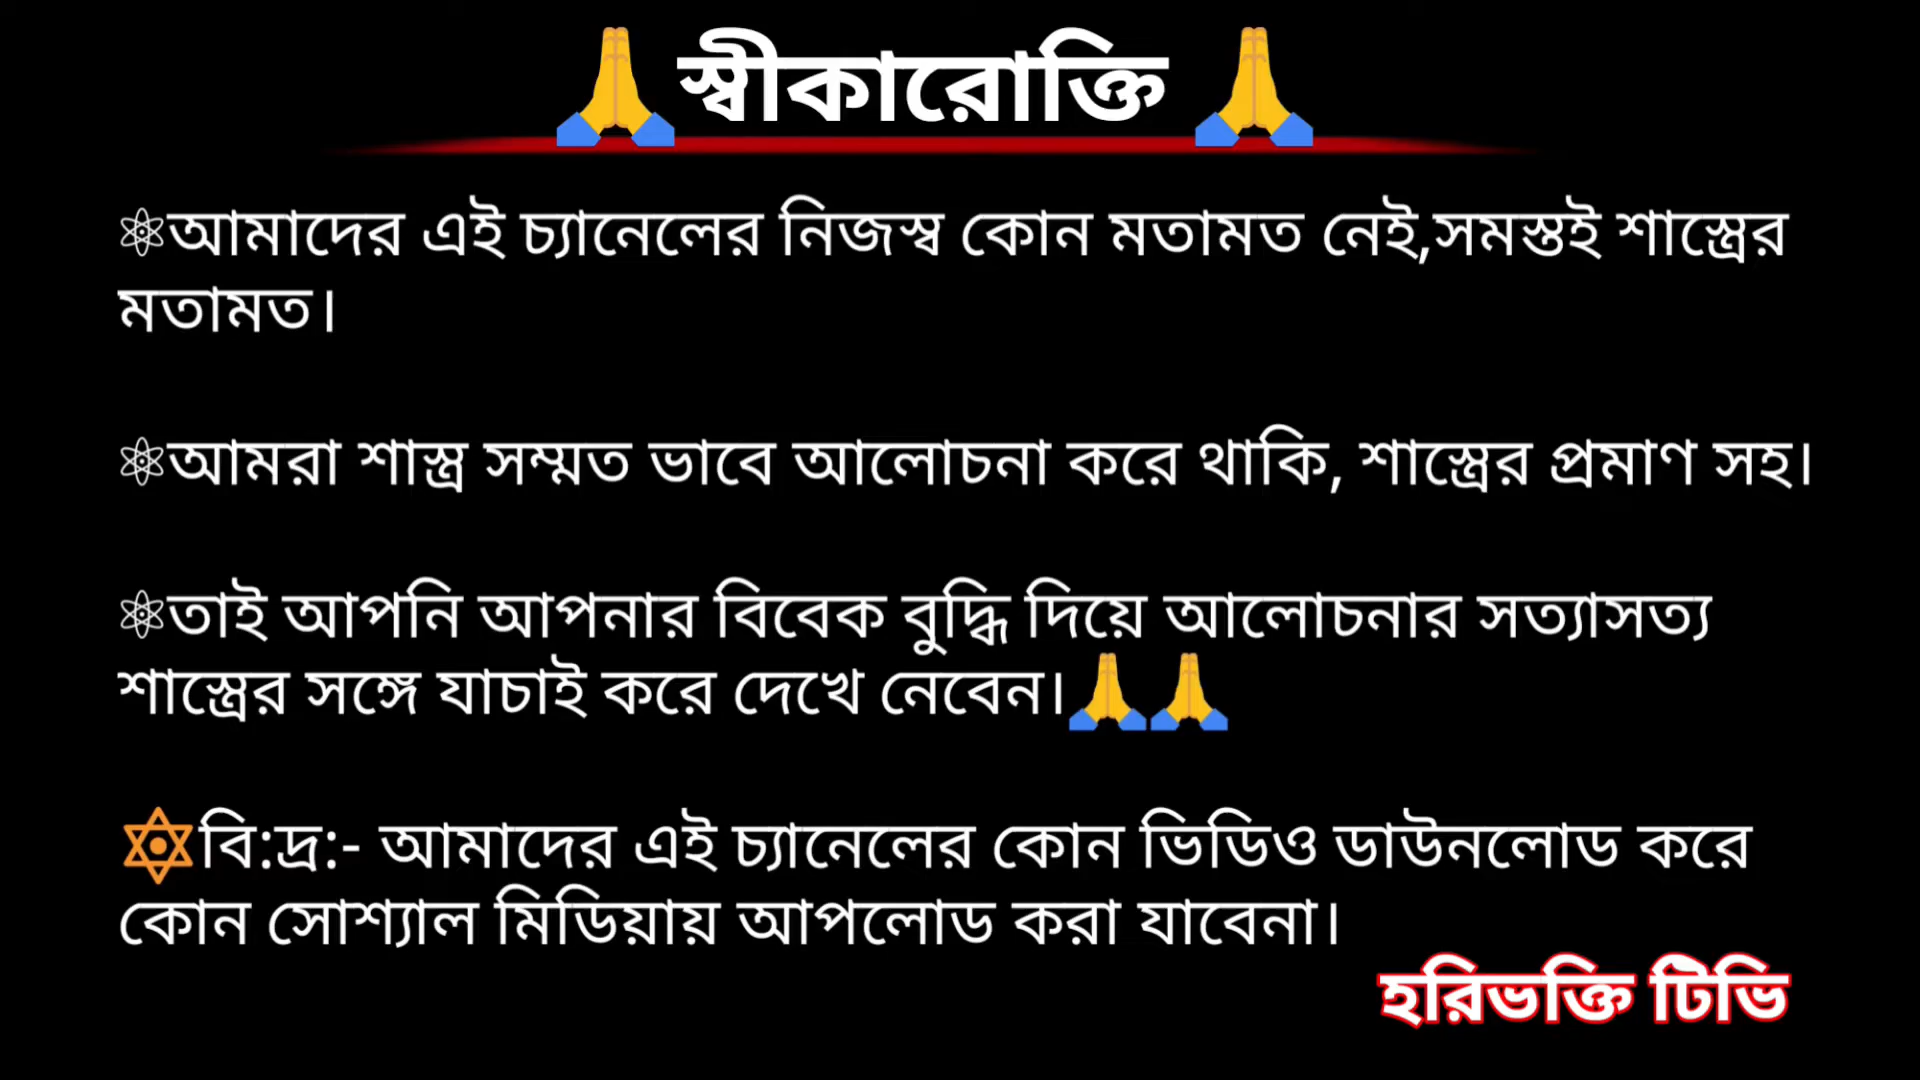 🙏স্বীকারোক্তি 🙏
⚛আমাদের এই চ্যানেলের নিজস্ব কোন মতামত নেই,সমস্তই শাস্ত্রের
মতামত।
⚛আমরা শাস্ত্র সম্মত ভাবে আলোচনা করে থাকি, শাস্ত্রের প্রমাণ সহ।
⚛তাই আপনি আপনার বিবেক বুদ্ধি দিয়ে আলোচনার সত্যাসত্য
শাস্ত্রের সঙ্গে যাচাই করে দেখে নেবেন।🙏🙏
🔯বি:দ্র:- আমাদের এই চ্যানেলের কোন ভিডিও ডাউনলোড করে
কোন সোশ্যাল মিডিয়ায় আপলোড করা যাবেনা।
হরিভক্তি টিভি